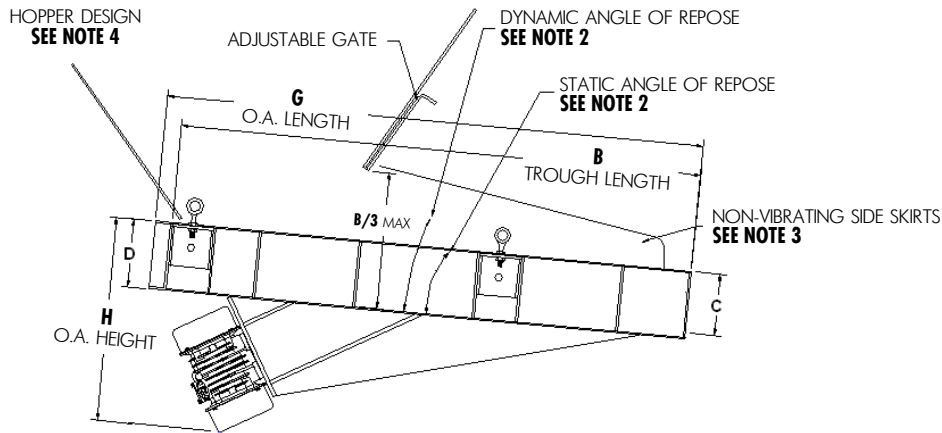 HOPPER DESIGN
SEE NOTE 4
ADJUSTABLE GATE
DYNAMIC ANGLE OF REPOSE
SEE NOTE 2
STATIC ANGLE OF REPOSE
SEE NOTE 2
G
O.A. LENGTH
B
TROUGH LENGTH
B/3 MAX
NON-VIBRATING SIDE SKIRTS
SEE NOTE 3
D
C
H
O.A. HEIGHT